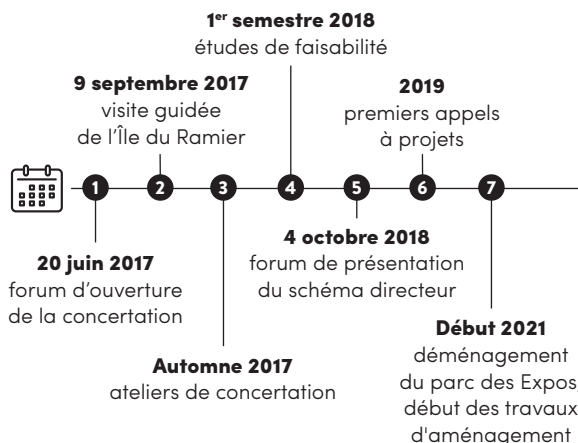 1er semestre 2018
études de faisabilité
9 septembre 2017
visite guidée
de l'Île du Ramier
2019
premiers appels
à projets
1 2 3 4 5 6 7
20 juin 2017
forum d'ouverture
de la concertation
4 octobre 2018
forum de présentation
du schéma directeur
Automne 2017
ateliers de concertation
Début 2021
déménagement
du parc des Expos,
début des travaux
d'aménagement